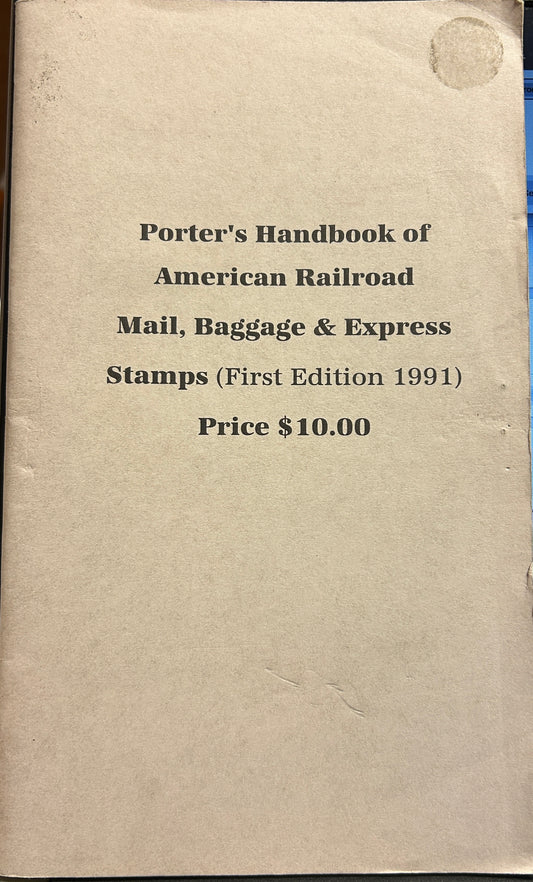 Porter's Handbook of
American Railroad
Mail, Baggage & Express
Stamps (First Edition 1991)
Price $10.00